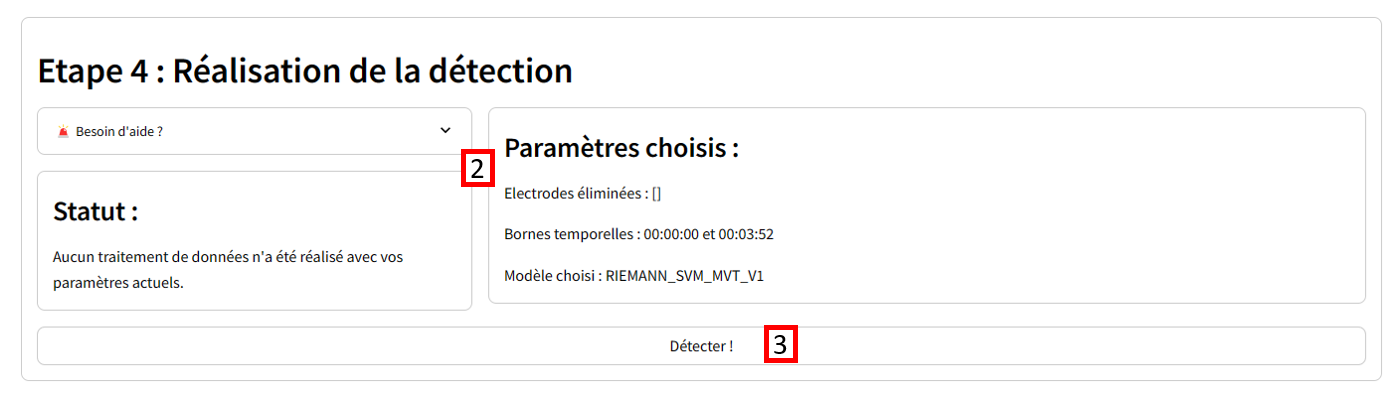 Etape 4 : Réalisation de la détection
Besoin d'aide ?
2
Statut :
Aucun traitement de données n'a été réalisé avec vos
paramètres actuels.
Paramètres choisis :
Electrodes éliminées : []
Bornes temporelles : 00:00:00 et 00:03:52
Modèle choisi : RIEMANN_SVM_MVT_V1
Détecter !
3